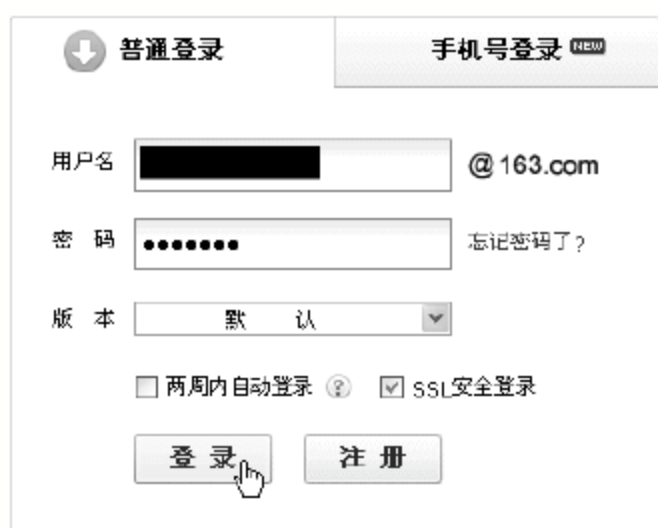 普通登录 手机号登录 NEW
用户名 @163.com
密 码 ●●●●●●● 忘记密码了?
版 本 默 认
两周内自动登录 ? SSL安全登录
登 录 注 册